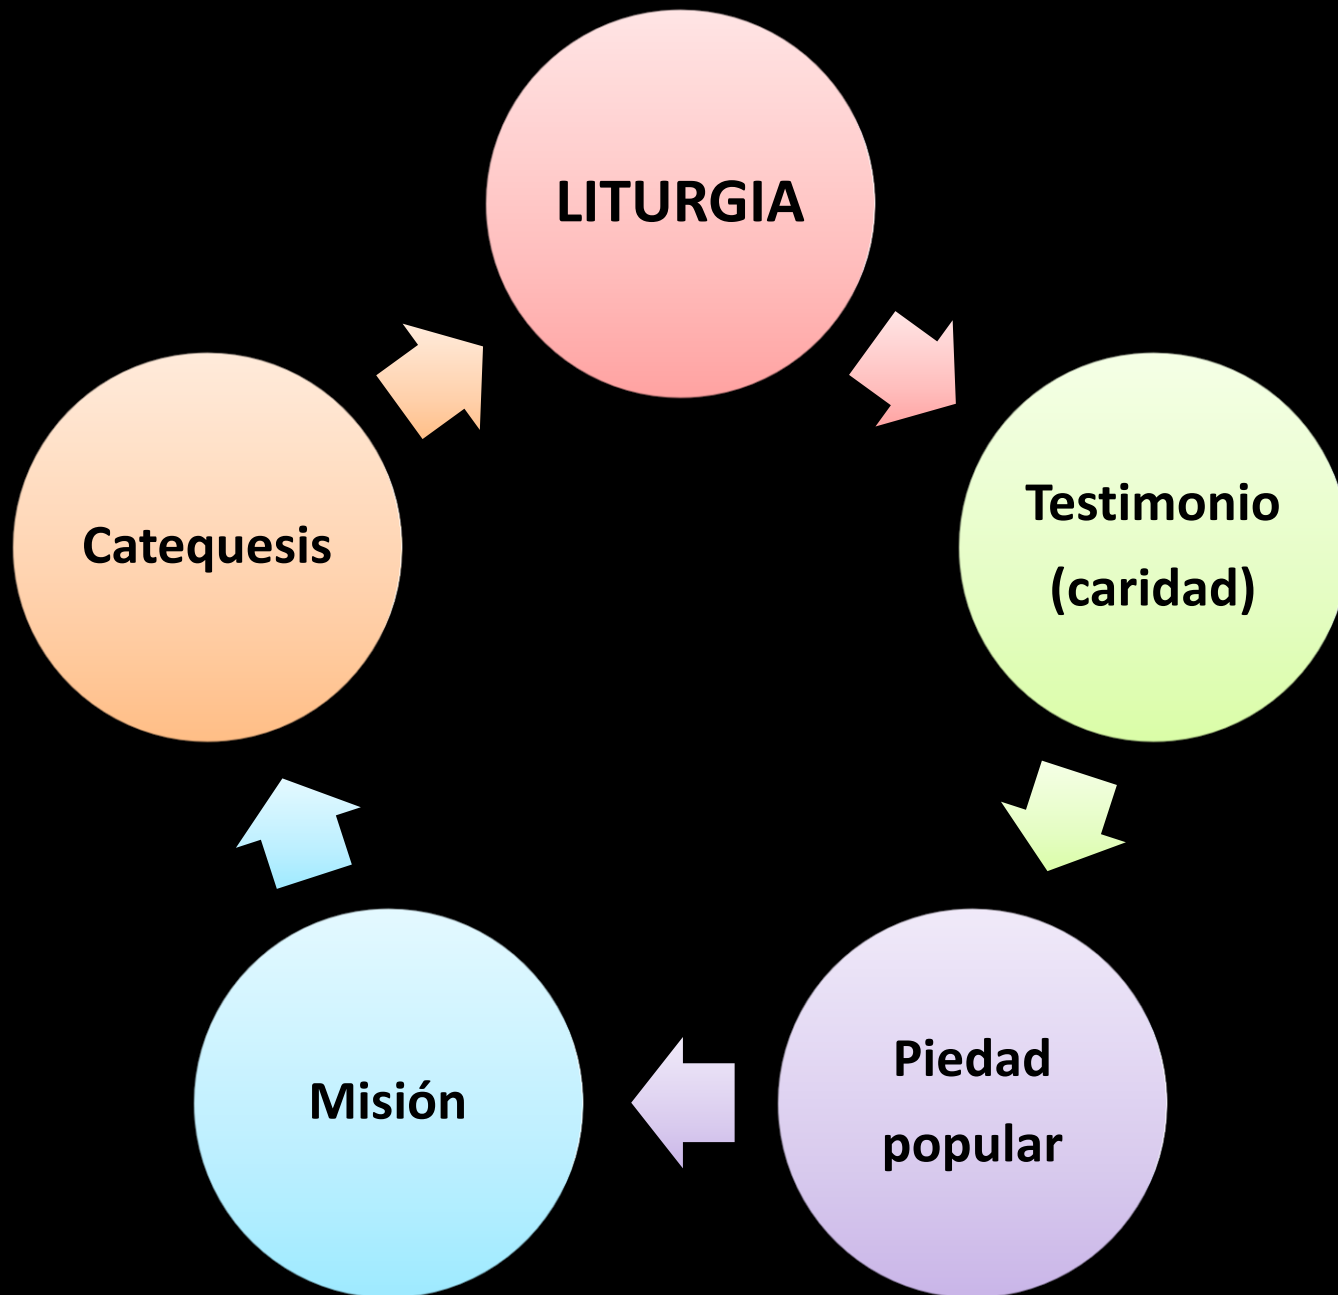 LITURGIA
Testimonio
(caridad)
Piedad
popular
Misión
Catequesis